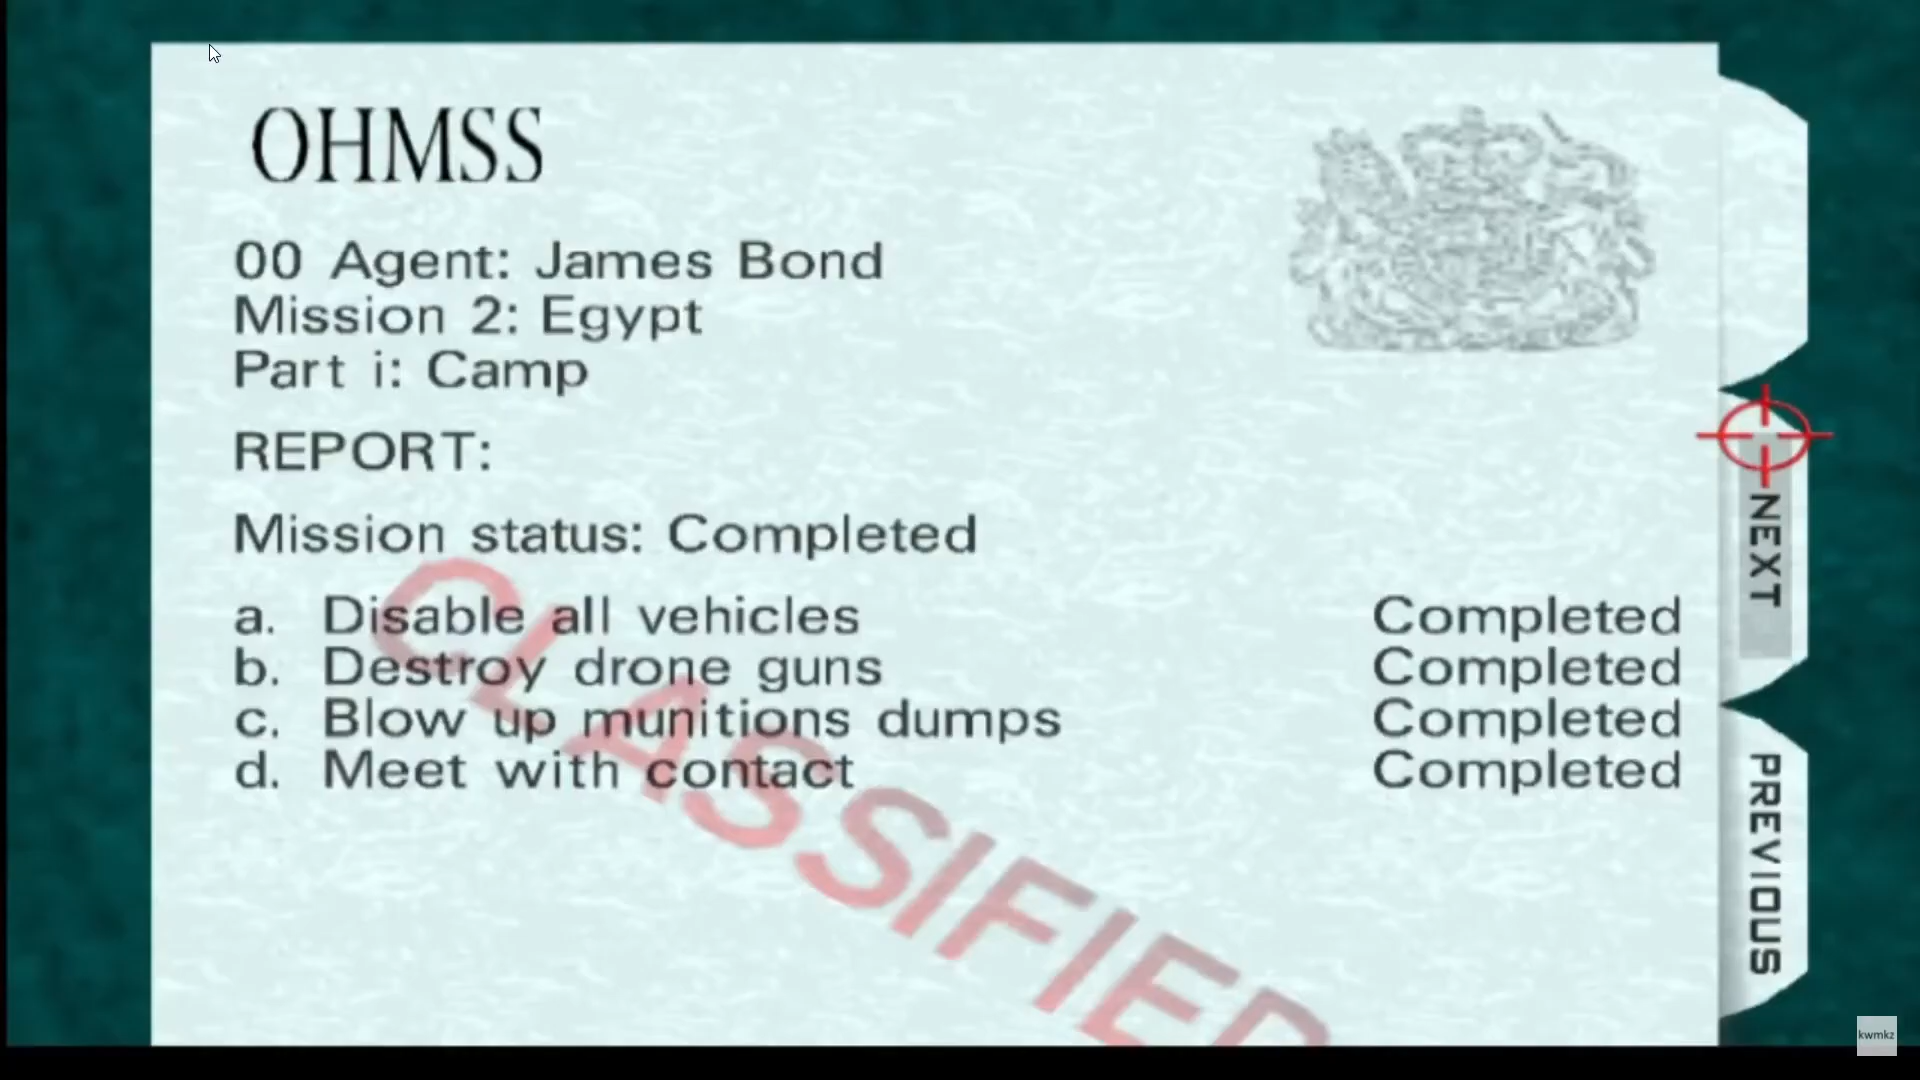 OHMSS
00 Agent: James Bond
Mission 2: Egypt
Part i: Camp
REPORT:
Mission status: Completed
a. Disable all vehicles Completed
b. Destroy drone guns Completed
c. Blow up munitions dumps Completed
d. Meet with contact Completed
CLASSIFIED
NEXT
PREVIOUS
kwmkz